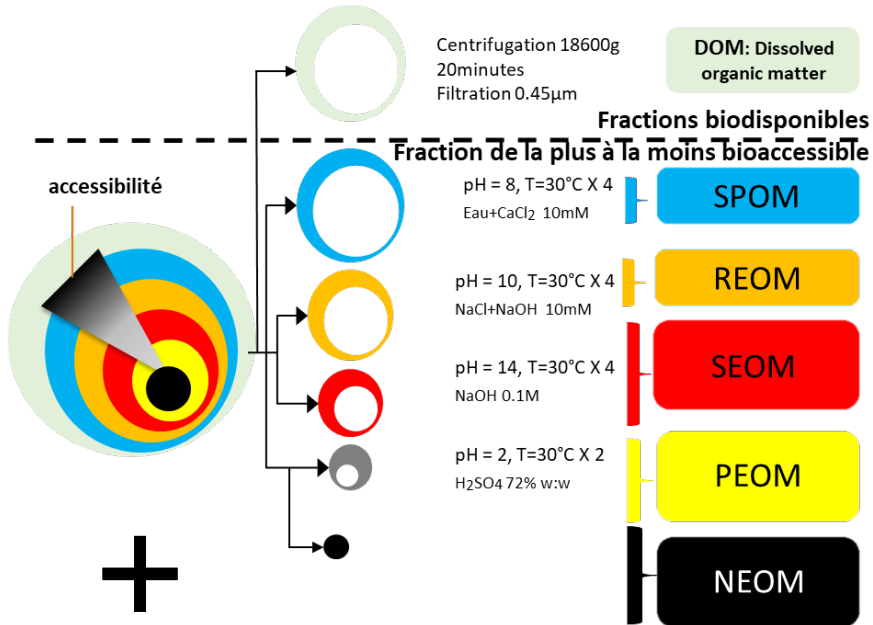 Centrifugation 18600g
20minutes
Filtration 0.45µm
DOM: Dissolved
organic matter
Fractions biodisponibles
Fraction de la plus à la moins bioaccessible
accessibilité
pH = 8, T=30°C X 4
Eau+CaCl2 10mM
SPOM
pH = 10, T=30°C X 4
NaCl+NaOH 10mM
REOM
pH = 14, T=30°C X 4
NaOH 0.1M
SEOM
pH = 2, T=30°C X 2
H2SO4 72% w:w
PEOM
NEOM